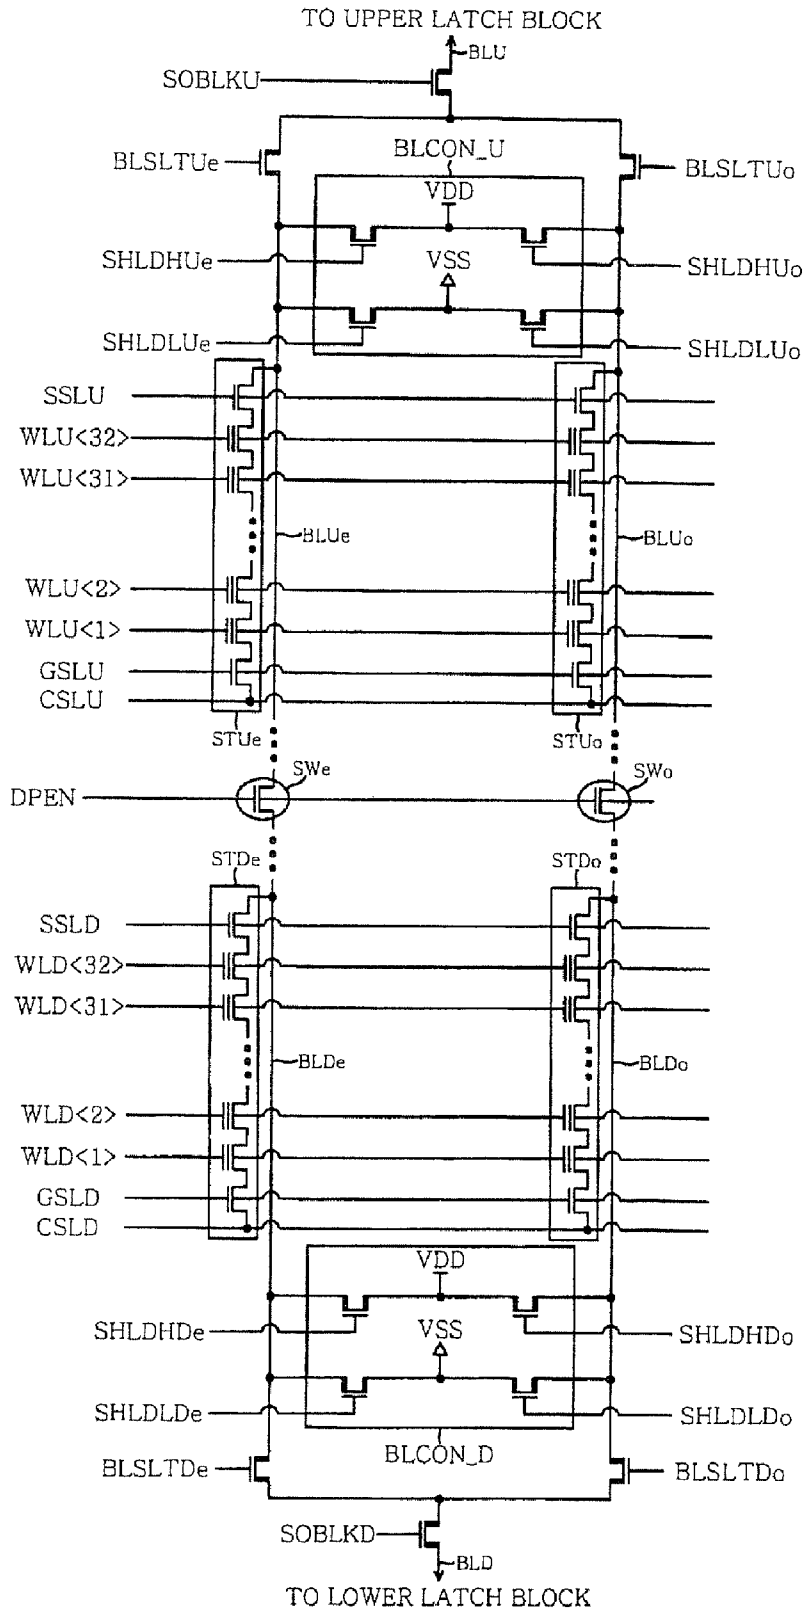 TO UPPER LATCH BLOCK
BLU
SOBLKU
BLCON_U
BLSLTUe
BLSLTUo
VDD
SHLDHUe
VSS
SHLDHUo
SHLDLUe
SHLDLUo
SSLU
WLU<32>
WLU<31>
BLUe
BLUo
WLU<2>
WLU<1>
GSLU
CSLU
STUe
STUo
SWe
SWo
DPEN
STDe
STDo
SSLD
WLD<32>
WLD<31>
BLDe
BLDo
WLD<2>
WLD<1>
GSLD
CSLD
VDD
SHLDHDe
VSS
SHLDHDo
SHLDLDe
SHLDLDo
BLCON_D
BLSLTDe
BLSLTDo
SOBLKD
BLD
TO LOWER LATCH BLOCK